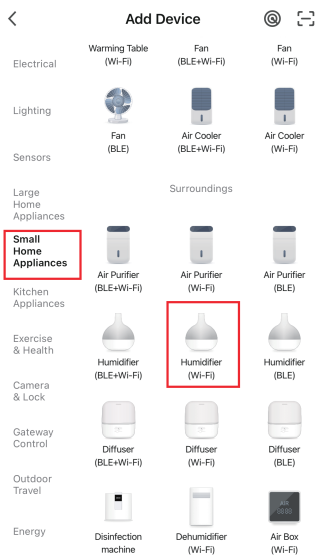 Add Device
Electrical
Lighting
Sensors
Large
Home
Appliances
Small
Home
Appliances
Kitchen
Appliances
Exercise
& Health
Camera
& Lock
Gateway
Control
Outdoor
Travel
Energy
Warming Table
(Wi-Fi)
Fan
(BLE+Wi-Fi)
Fan
(Wi-Fi)
Fan
(BLE)
Air Cooler
(BLE+Wi-Fi)
Air Cooler
(Wi-Fi)
Surroundings
Air Purifier
(BLE+Wi-Fi)
Air Purifier
(Wi-Fi)
Air Purifier
(BLE)
Humidifier
(BLE+Wi-Fi)
Humidifier
(Wi-Fi)
Humidifier
(BLE)
Diffuser
(BLE+Wi-Fi)
Diffuser
(Wi-Fi)
Diffuser
(BLE)
Disinfection
machine
Dehumidifier
(Wi-Fi)
AIR
Air Box
(Wi-Fi)